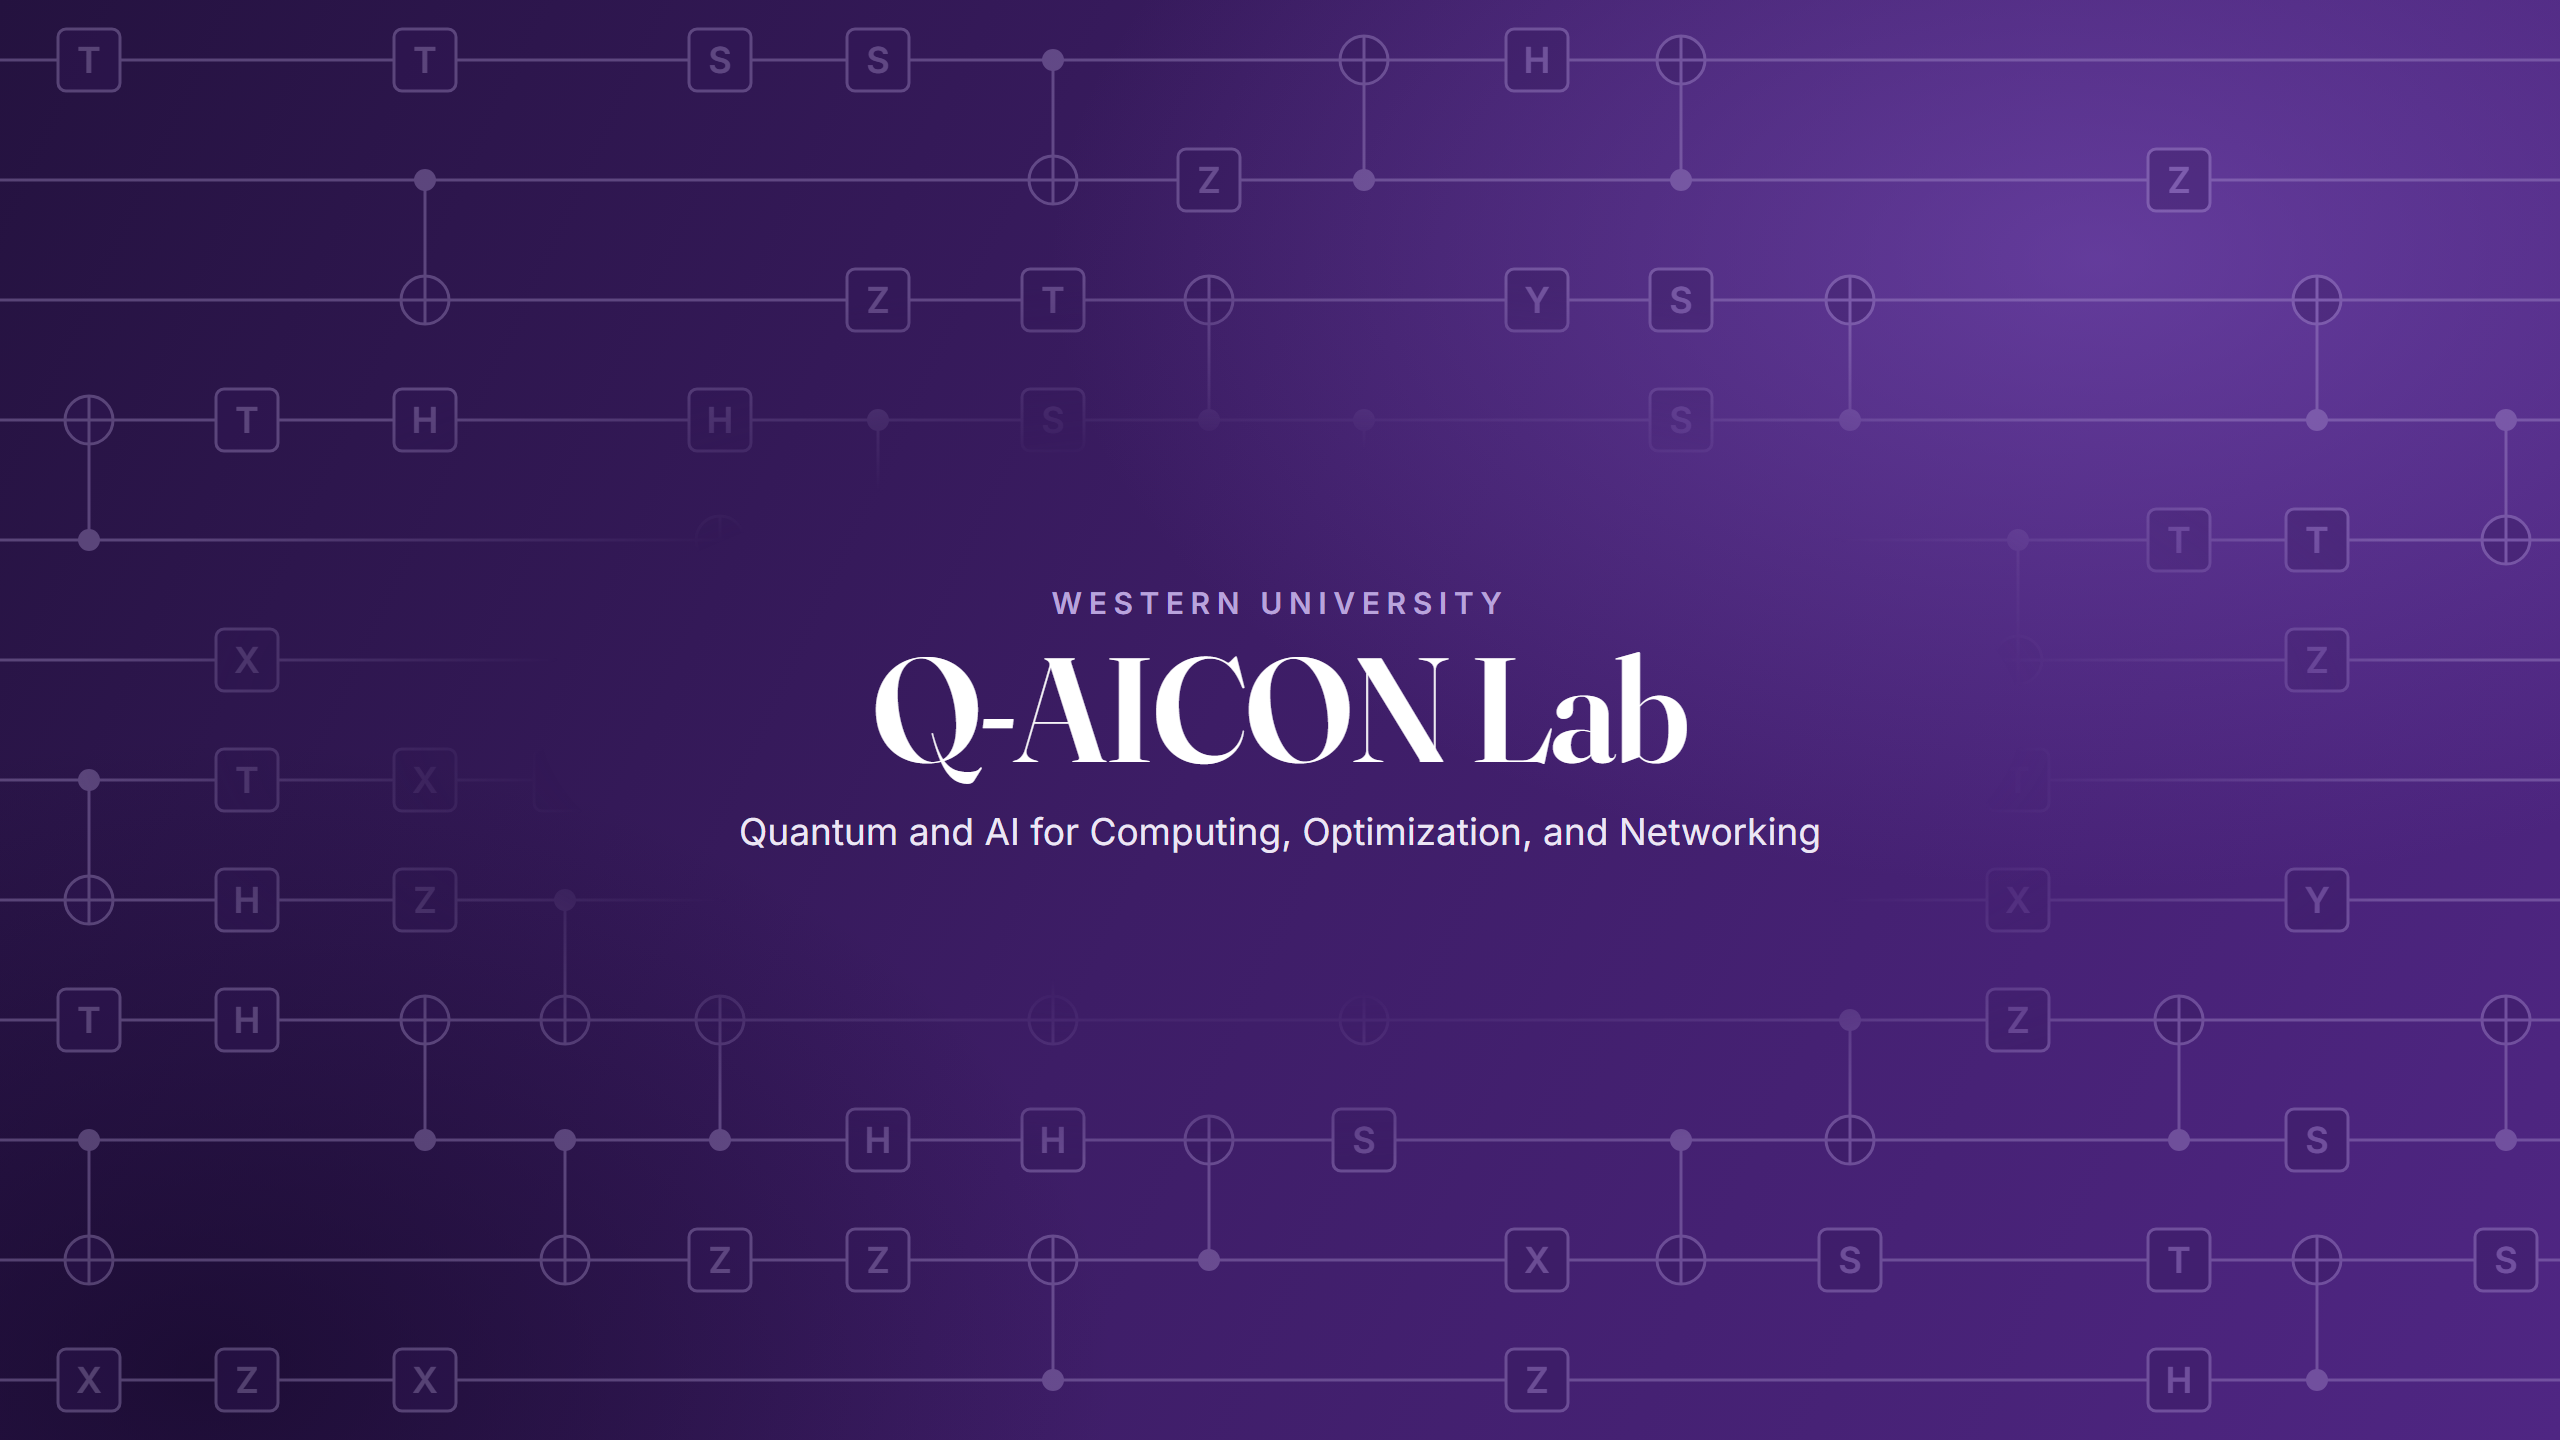 T T S S H
Z Z
Z T Y S
T H H S S
T T
WESTERN UNIVERSITY
X Z
Q-AICON Lab
T X
Quantum and AI for Computing, Optimization, and Networking
H Z X Y
T H Z
H H S S
Z Z X S T S
X Z X Z H